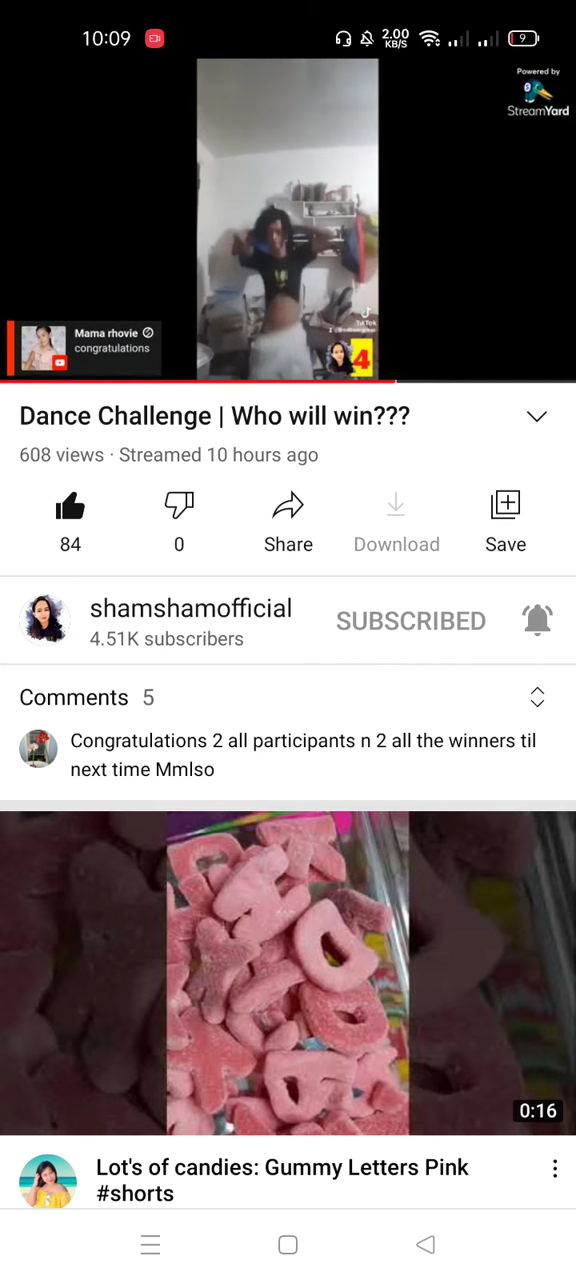 10:09
2.00
KB/S
9
Powered by
StreamYard
Mama rhovie
congratulations
TikTok
4
Dance Challenge | Who will win???
608 views · Streamed 10 hours ago
84
0
Share
Download
Save
shamshamofficial
4.51K subscribers
SUBSCRIBED
Comments 5
Congratulations 2 all participants n 2 all the winners til
next time Mmlso
0:16
Lot's of candies: Gummy Letters Pink
#shorts